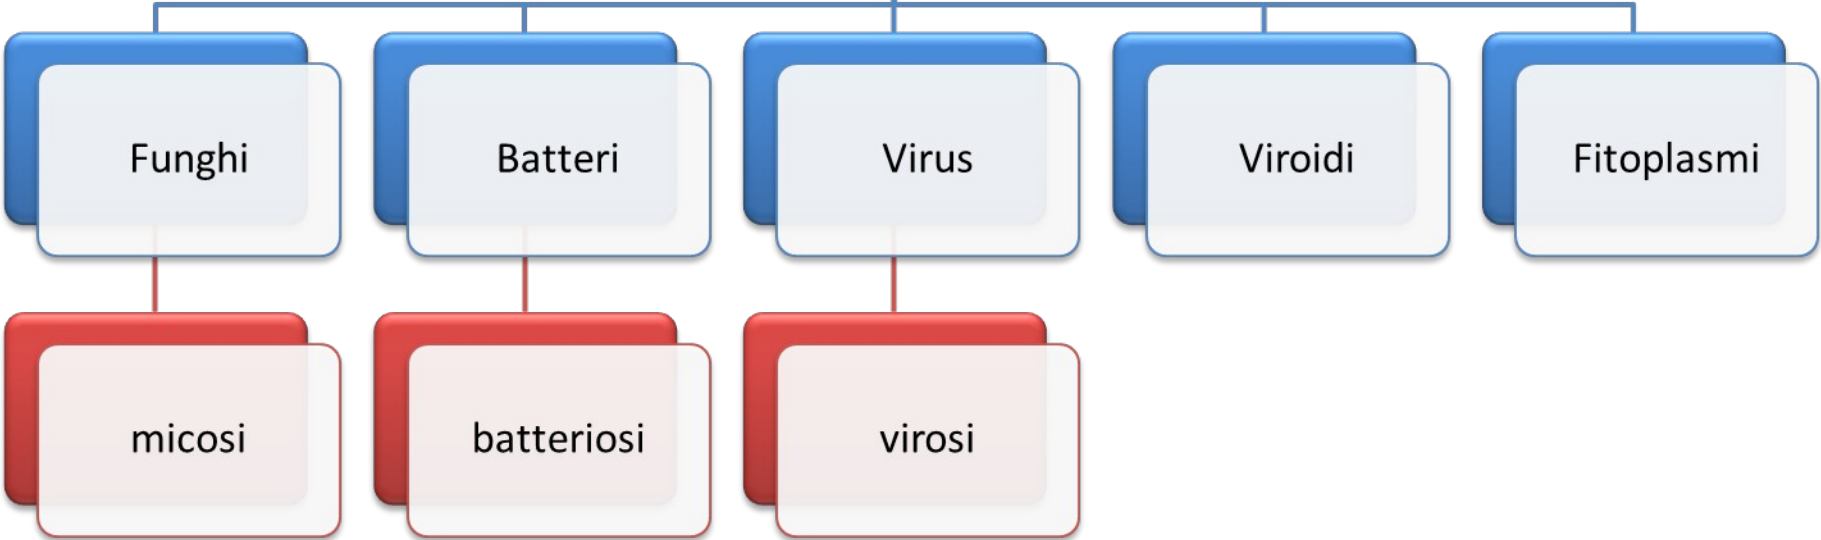 Funghi
Batteri
Virus
Viroidi
Fitoplasmi
micosi
batteriosi
virosi